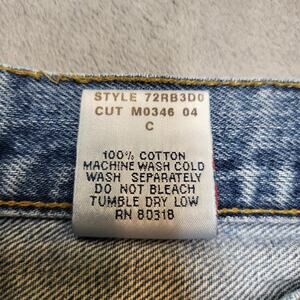 STYLE 72RB3D0
CUT M0346 04
C
100% COTTON
MACHINE WASH COLD
WASH SEPARATELY
DO NOT BLEACH
TUMBLE DRY LOW
RN 80318